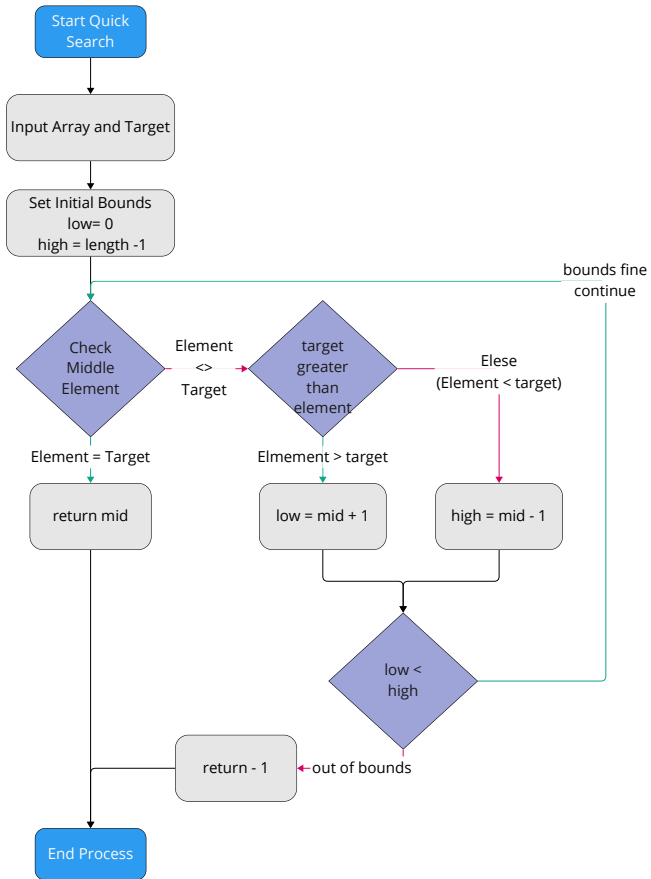 Start Quick
Search
Input Array and Target
Set Initial Bounds
low= 0
high = length -1
bounds fine
continue
Check
Middle
Element
Element
<>
Target
target
greater
than
element
Elese
(Element < target)
Element = Target
Elmement > target
return mid
low = mid + 1
high = mid - 1
low <
high
return - 1
out of bounds
End Process